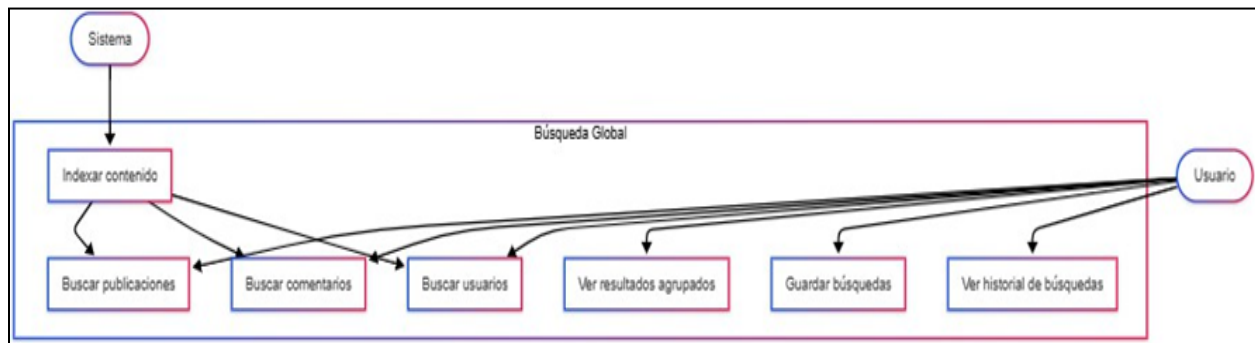 Sistema
Búsqueda Global
Indexar contenido
Usuario
Buscar publicaciones
Buscar comentarios
Buscar usuarios
Ver resultados agrupados
Guardar búsquedas
Ver historial de búsquedas